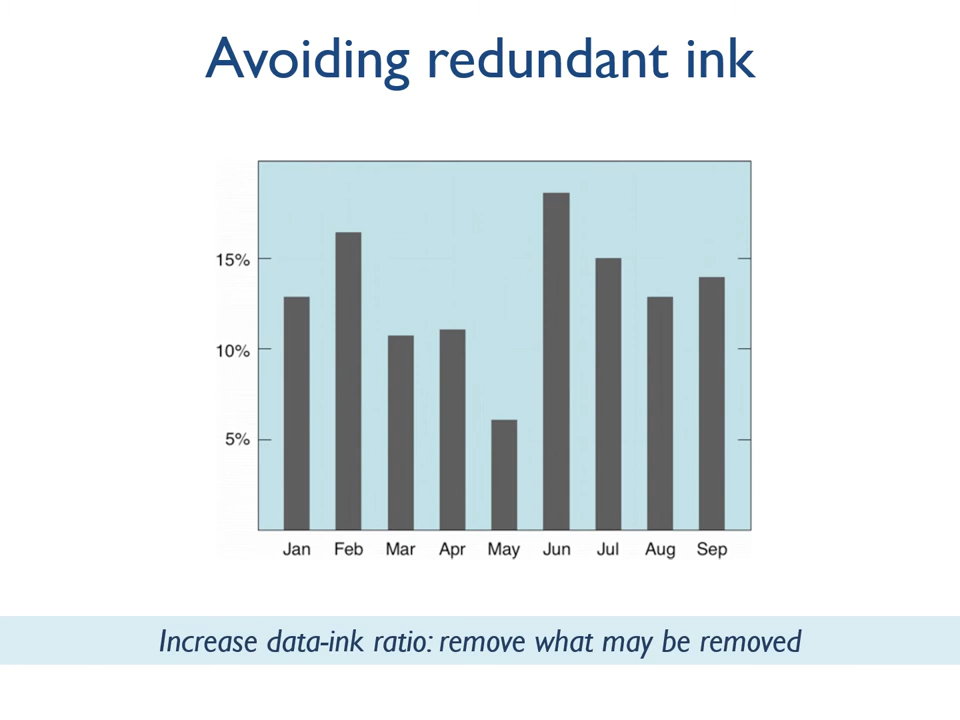 Avoiding redundant ink
15%
10%
5%
Jan Feb Mar Apr May Jun Jul Aug Sep
Increase data-ink ratio: remove what may be removed